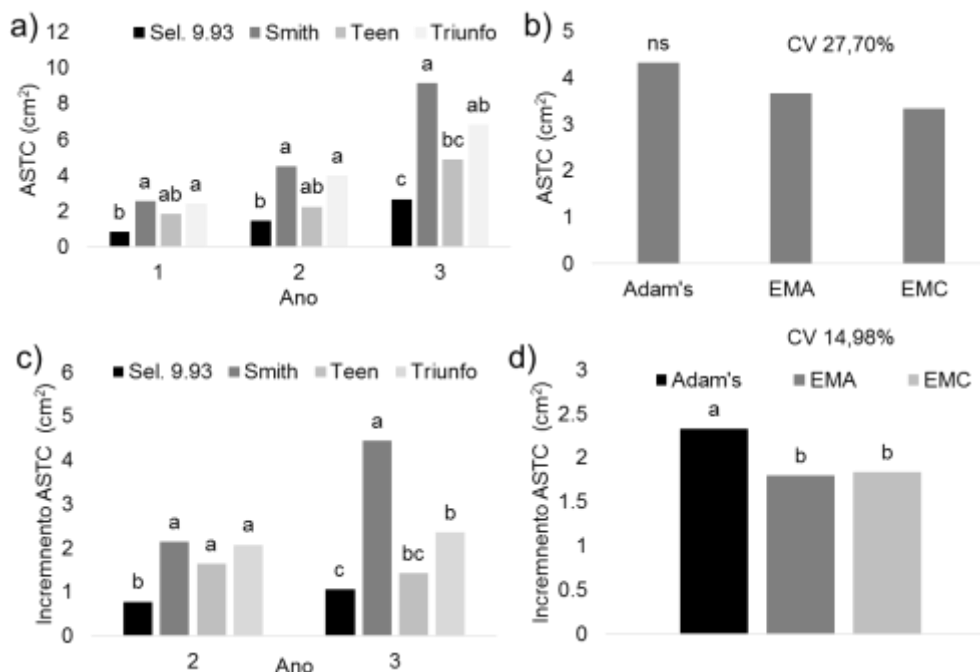 a)
Sel. 9.93 Smith Teen Triunfo
ASTC (cm²)
12
10
8
6
4
2
0
b a ab a
b a ab a
c a bc ab
1 2 3
Ano
b)
CV 27,70%
ASTC (cm²)
5
4
3
2
1
0
ns
Adam's EMA EMC
c)
Sel. 9.93 Smith Teen Triunfo
Incremnento ASTC (cm²)
6
5
4
3
2
1
0
b a a a
c a bc b
2 3
Ano
d)
CV 14,98%
Adam's EMA EMC
Incremento ASTC (cm²)
3
2.5
2
1.5
1
0.5
0
a b b